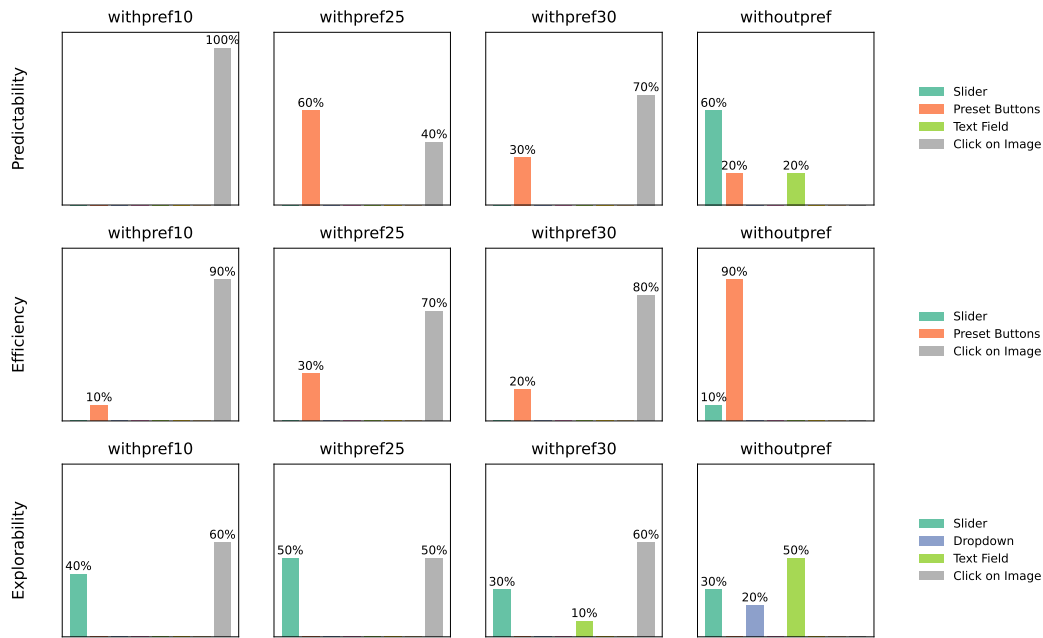 withpref10
withpref25
withpref30
withoutpref
Predictability
100%
60%
40%
30%
70%
60%
20%
20%
Slider
Preset Buttons
Text Field
Click on Image
withpref10
withpref25
withpref30
withoutpref
Efficiency
10%
90%
30%
70%
20%
80%
10%
90%
Slider
Preset Buttons
Click on Image
withpref10
withpref25
withpref30
withoutpref
Explorability
40%
60%
50%
50%
30%
10%
60%
30%
20%
50%
Slider
Dropdown
Text Field
Click on Image